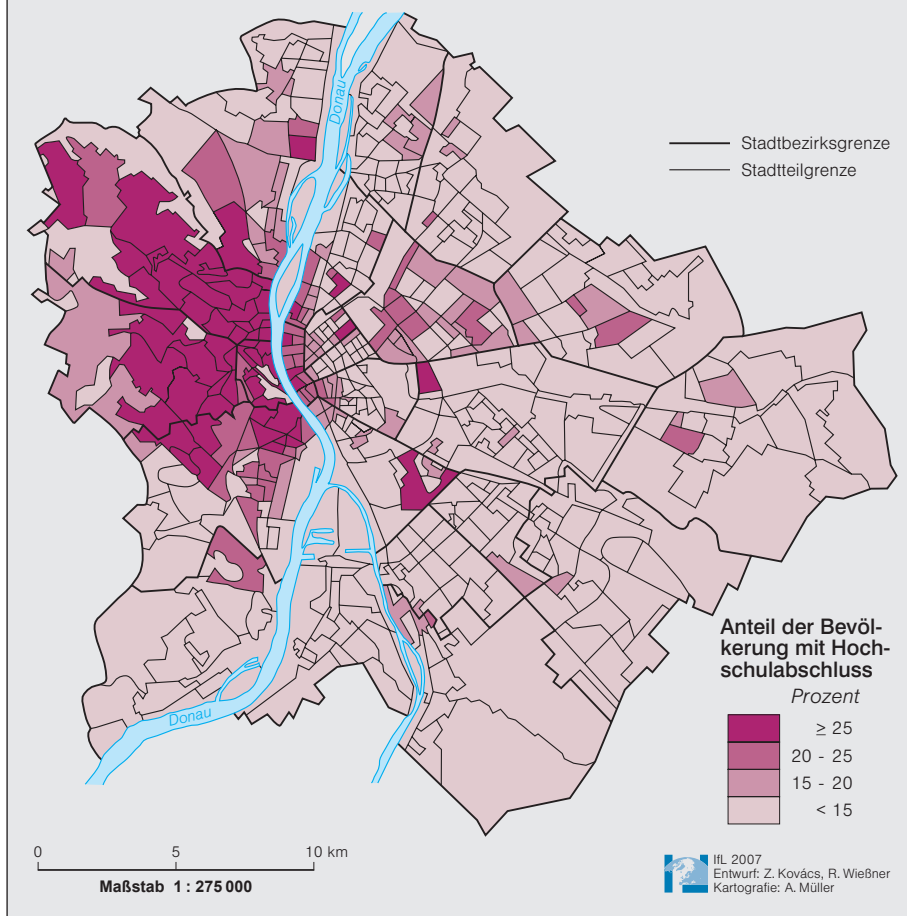 Donau
Stadtbezirksgrenze
Stadtteilgrenze
Donau
Anteil der Bevöl-
kerung mit Hoch-
schulabschluss
Prozent
≥ 25
20 - 25
15 - 20
< 15
0 5 10 km
Maßstab 1 : 275 000
IfL 2007
Entwurf: Z. Kovács, R. Wießner
Kartografie: A. Müller